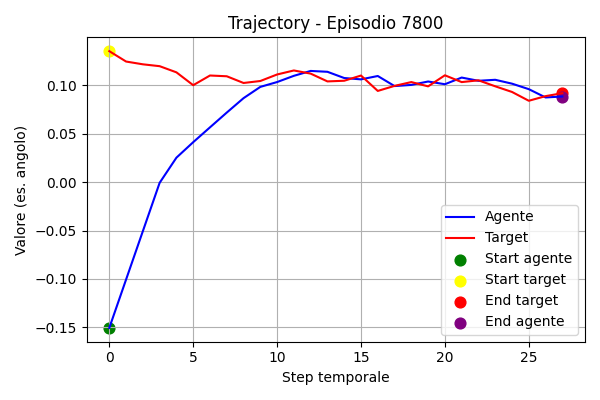 Trajectory - Episodio 7800
Valore (es. angolo)
0.10
0.05
0.00
−0.05
−0.10
−0.15
0
5
10
15
20
25
Step temporale
Agente
Target
Start agente
Start target
End target
End agente